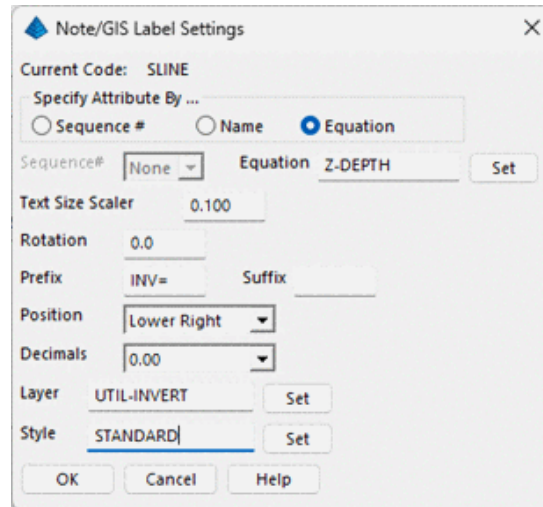 Note/GIS Label Settings
Current Code: SLINE
Specify Attribute By ...
Sequence # Name Equation
Sequence# None Equation Z-DEPTH Set
Text Size Scaler 0.100
Rotation 0.0
Prefix INV= Suffix
Position Lower Right
Decimals 0.00
Layer UTIL-INVERT Set
Style STANDARD Set
OK Cancel Help